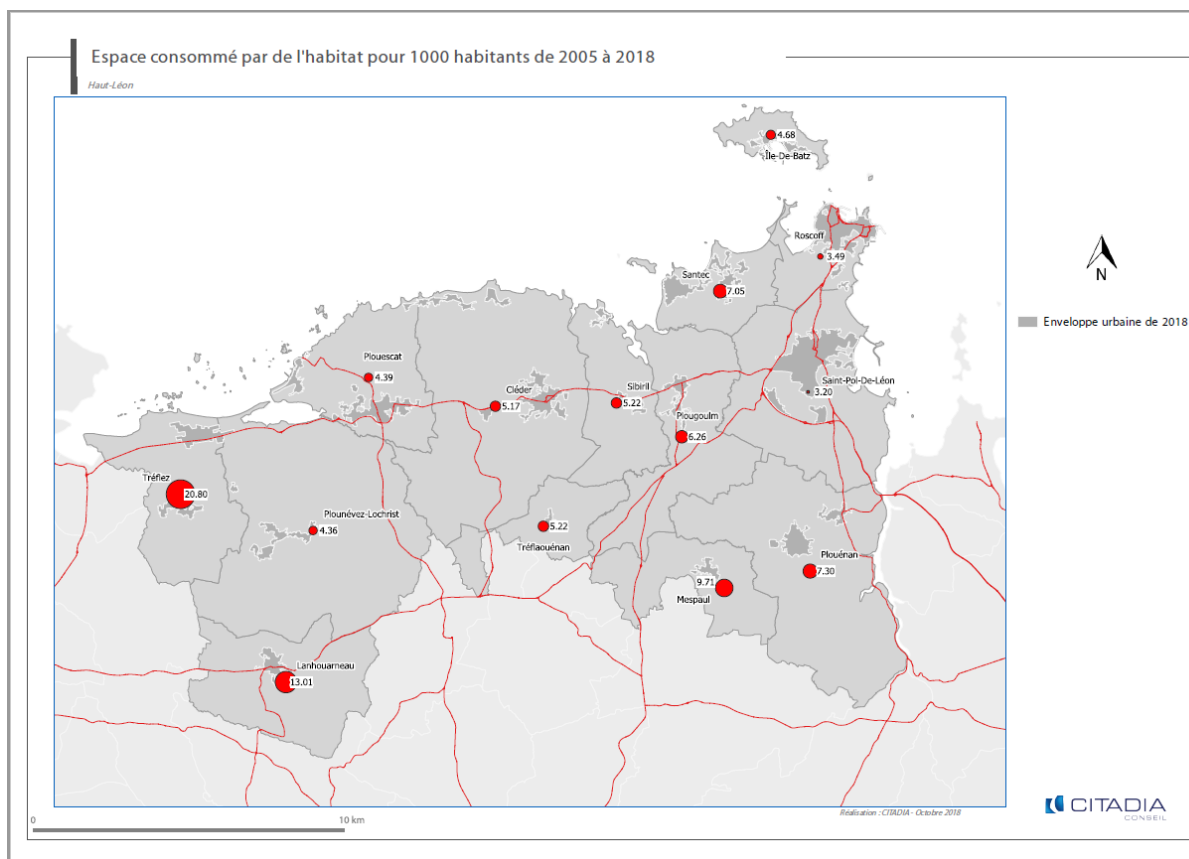 Espace consommé par de l'habitat pour 1000 habitants de 2005 à 2018
Haut-Léon
4.68
Île-De-Batz
Roscoff
3.49
Santec
7.05
N
Enveloppe urbaine de 2018
Plouescat
4.39
Cléder
5.17
Sibiril
5.22
Saint-Pol-De-Léon
3.20
Plougoulm
6.26
Tréflez
20.80
Plounévez-Lochrist
4.36
5.22
Tréflaouénan
Plouénan
7.30
9.71
Mespaul
Lanhouarneau
13.01
Réalisation : CITADIA - Octobre 2018
CITADIA
CONSEIL
0
10 km